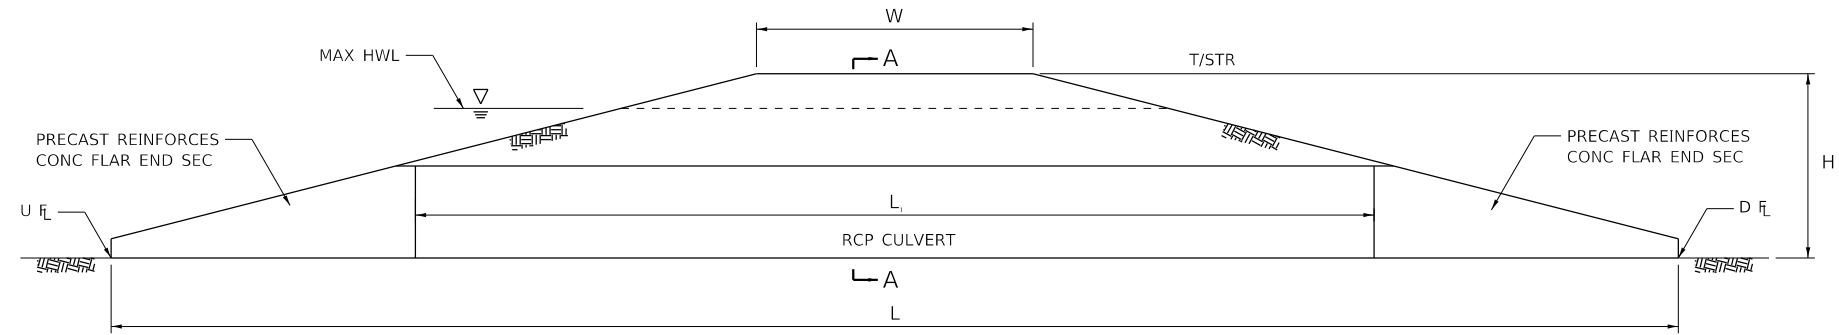 W
MAX HWL
A
T/STR
PRECAST REINFORCES
CONC FLAR END SEC
PRECAST REINFORCES
CONC FLAR END SEC
H
U FL
Li
D FL
RCP CULVERT
A
L